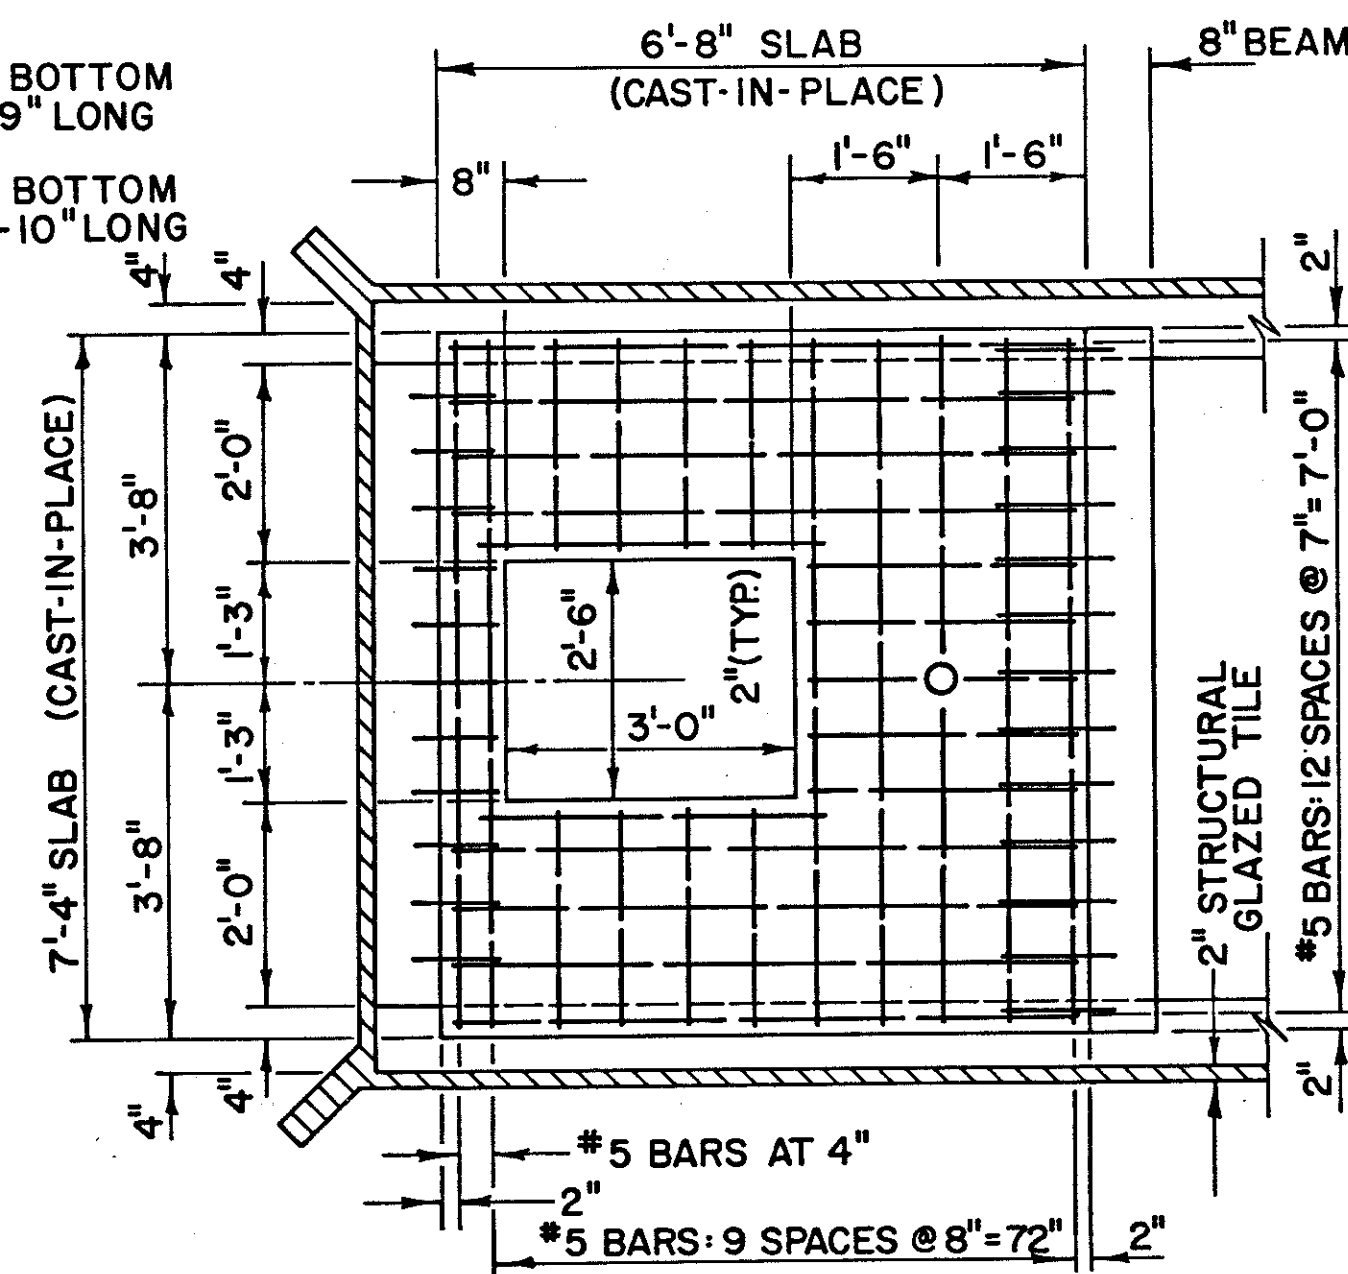 6'-8" SLAB
(CAST-IN-PLACE)
8" BEAM
BOTTOM
9" LONG
BOTTOM
-10" LONG
8"
1'-6"
1'-6"
4"
4"
2"
7'-4" SLAB (CAST-IN-PLACE)
3'-8"
3'-8"
2'-0"
1'-3"
1'-3"
2'-0"
2'-6"
3'-0"
2" (TYP.)
2" STRUCTURAL
GLAZED TILE
#5 BARS: 12 SPACES @ 7" = 7'-0"
4"
4"
2"
#5 BARS AT 4"
2"
#5 BARS: 9 SPACES @ 8" = 72"
2"